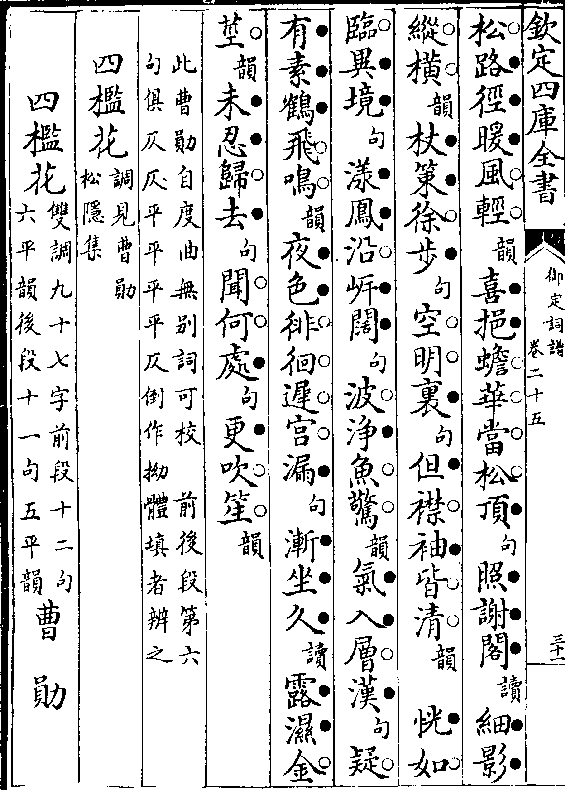 欽定四庫全書
御定詞譜
卷二十五
三十一
松路徑暖風輕韻喜挹蟾華當松頂句照謝閣讀細影
縱橫韻杖策徐步句空明裏句但襟袖皆清韻恍如
臨異境句漾鳳沿岸闊句波浄魚驚韻氣入層漢句疑
有素鶴飛鳴韻夜色徘徊遲宫漏句漸坐久讀露濕金
莖韻未忍歸去句聞何處句更吹笙韻
此曹勛自度曲無别詞可校 前後段第六
句俱仄仄平平平平仄倒作拗體填者辨之
四檻花調見曹勛
松隱集
四檻花雙調九十七字前段十二句
六平韻後段十一句五平韻
曹勛